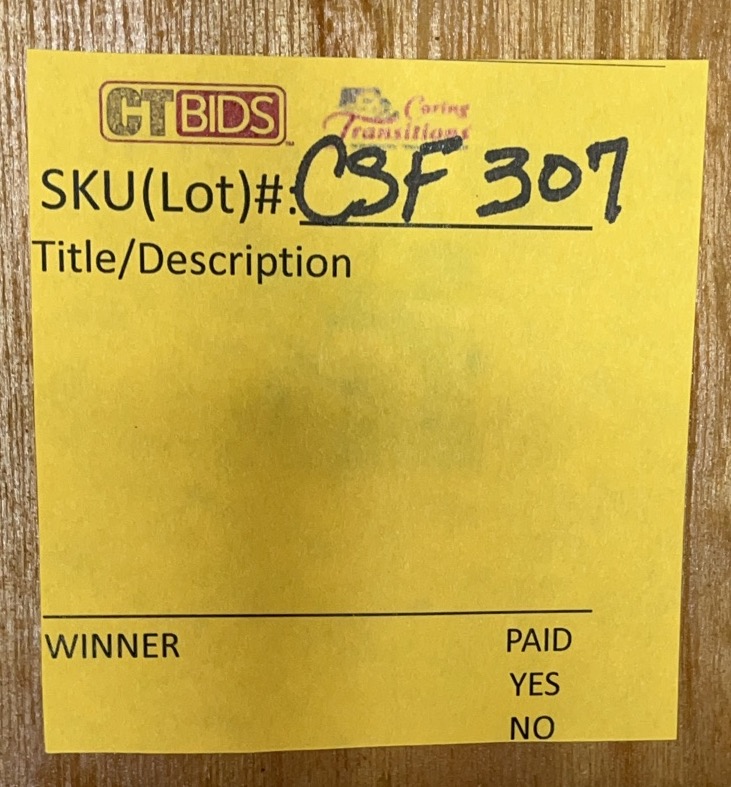 CTBIDS
Caring
Transitions
SKU(Lot)#: CSF 307
Title/Description
WINNER PAID
YES
NO